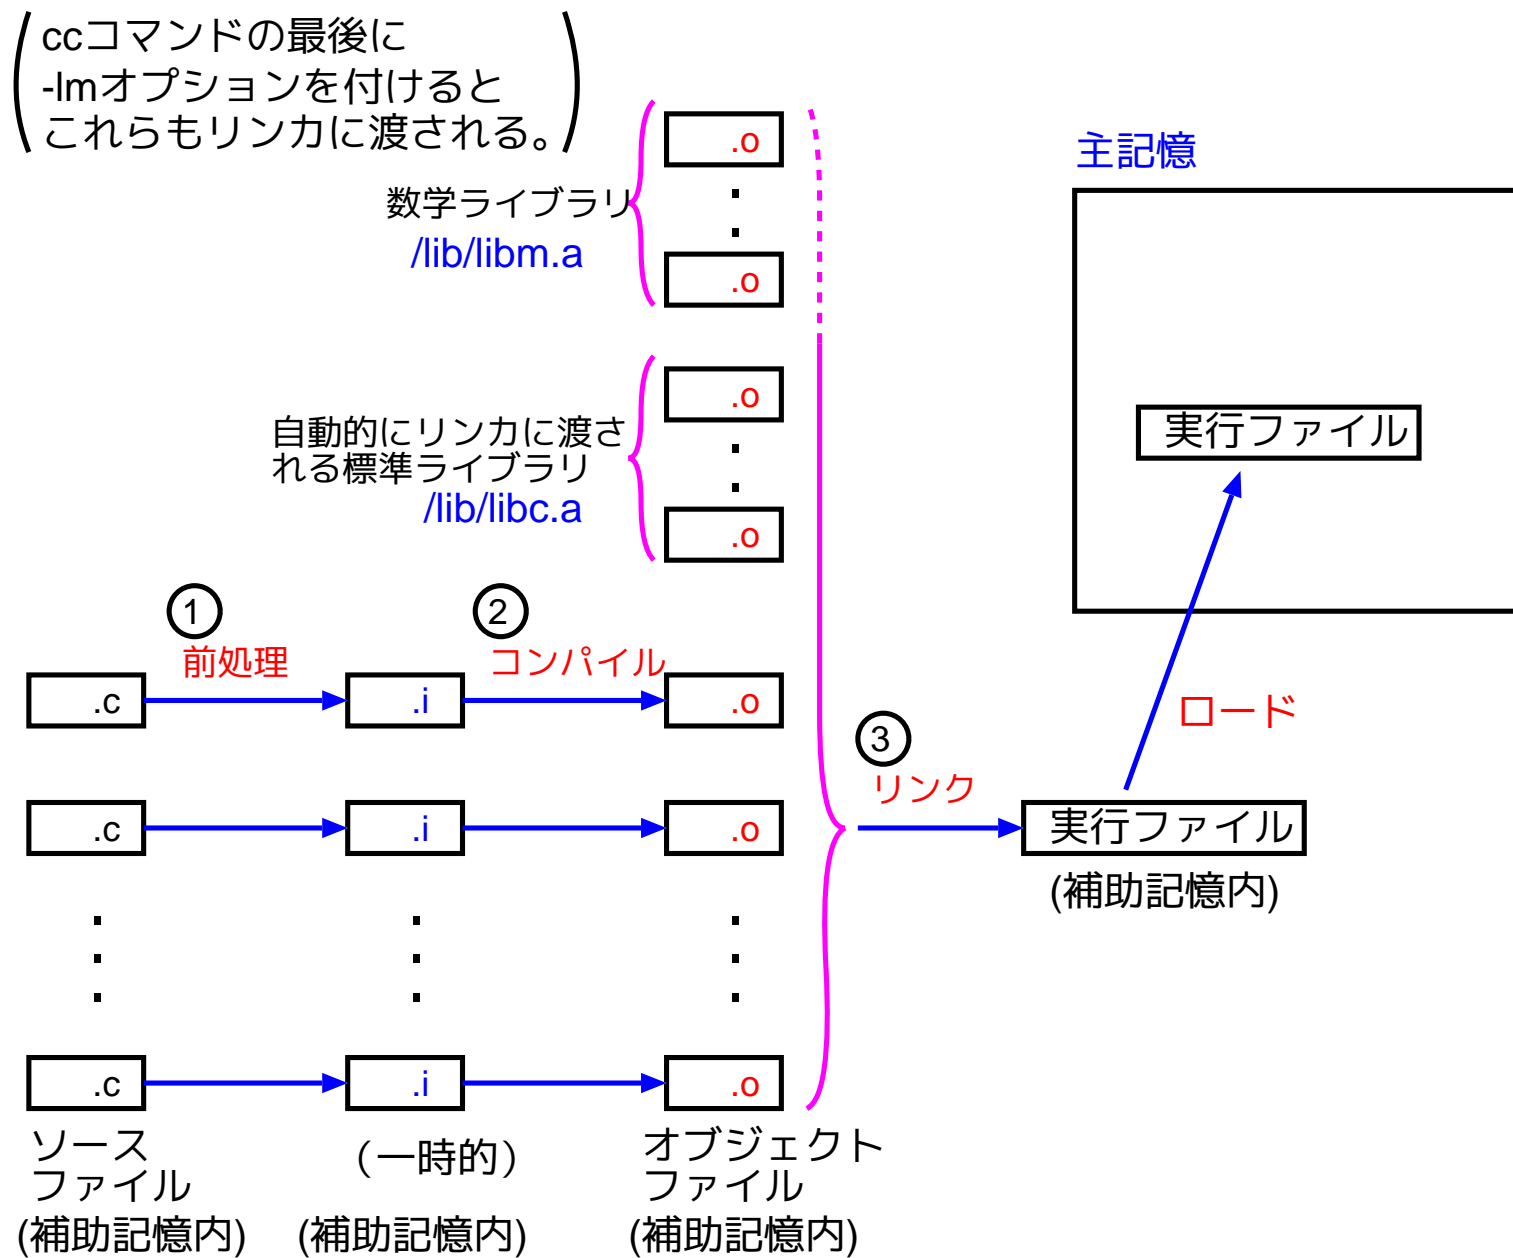 ccコマンドの最後に
-lmオプションを付けると
これらもリンカに渡される。
.o
主記憶
数学ライブラリ
/lib/libm.a
.o
.o
自動的にリンカに渡さ
れる標準ライブラリ
/lib/libc.a
.o
実行ファイル
1
2
前処理
コンパイル
.c
.i
.o
ロード
3
リンク
.c
.i
.o
実行ファイル
(補助記憶内)
.c
.i
.o
ソース
ファイル
(補助記憶内)
(一時的)
(補助記憶内)
オブジェクト
ファイル
(補助記憶内)